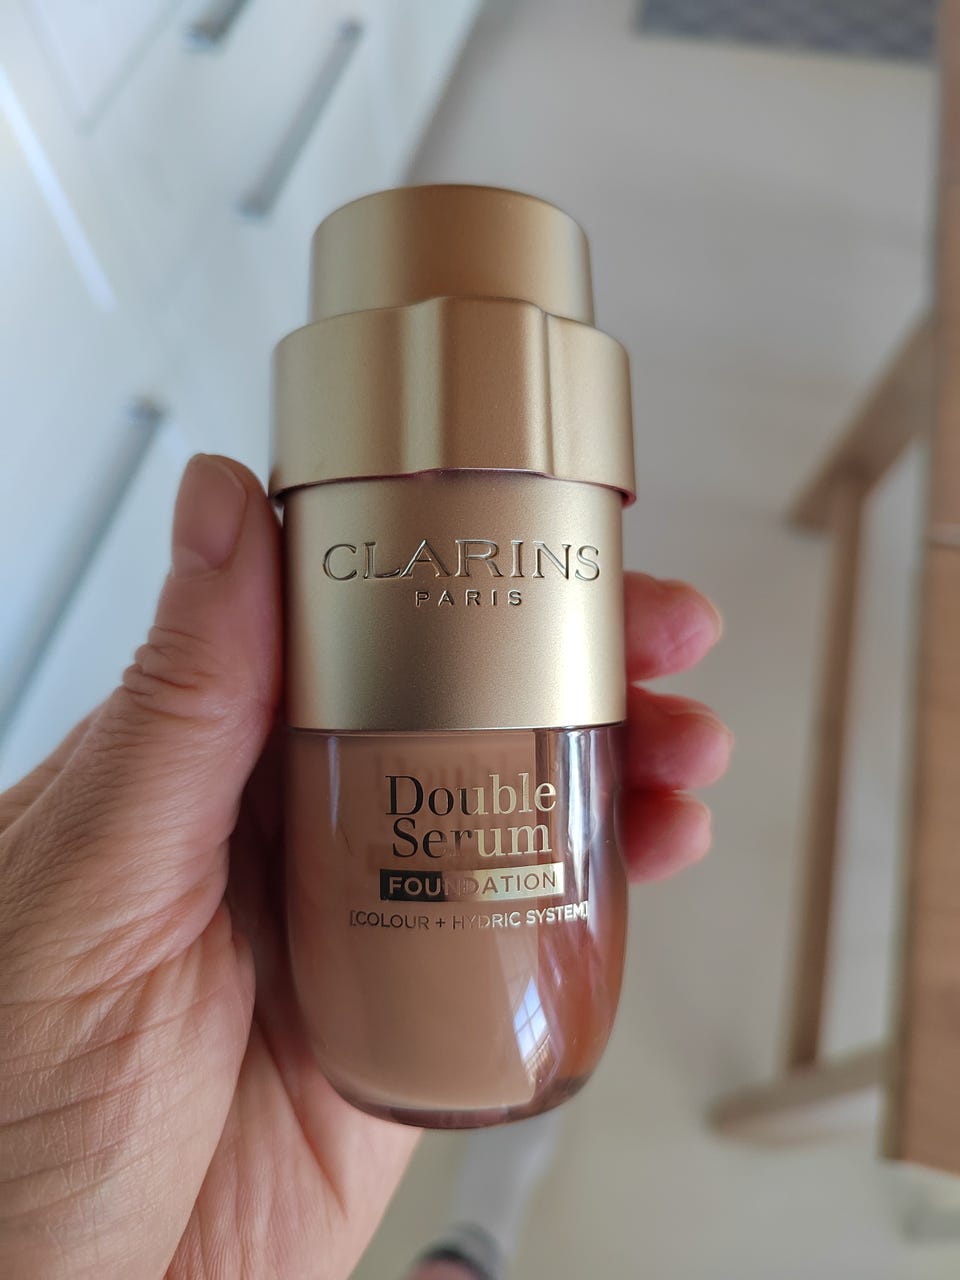 CLARINS
PARIS
Double
Serum
FOUNDATION
[COLOUR + HYDRIC SYSTEM]